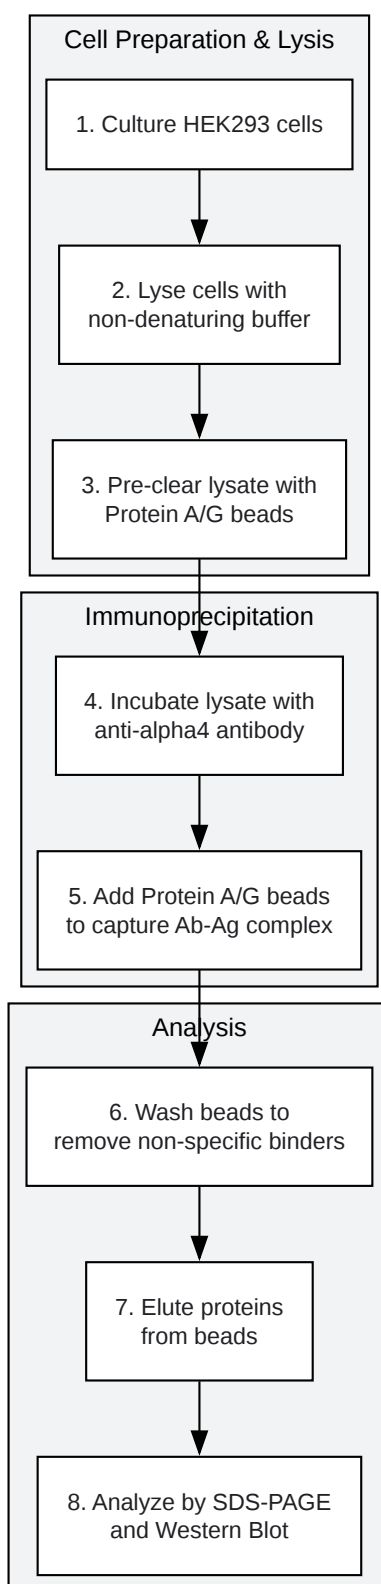 Cell Preparation & Lysis
1. Culture HEK293 cells
2. Lyse cells with
non-denaturing buffer
3. Pre-clear lysate with
Protein A/G beads
Immunoprecipitation
4. Incubate lysate with
anti-alpha4 antibody
5. Add Protein A/G beads
to capture Ab-Ag complex
Analysis
6. Wash beads to
remove non-specific binders
7. Elute proteins
from beads
8. Analyze by SDS-PAGE
and Western Blot